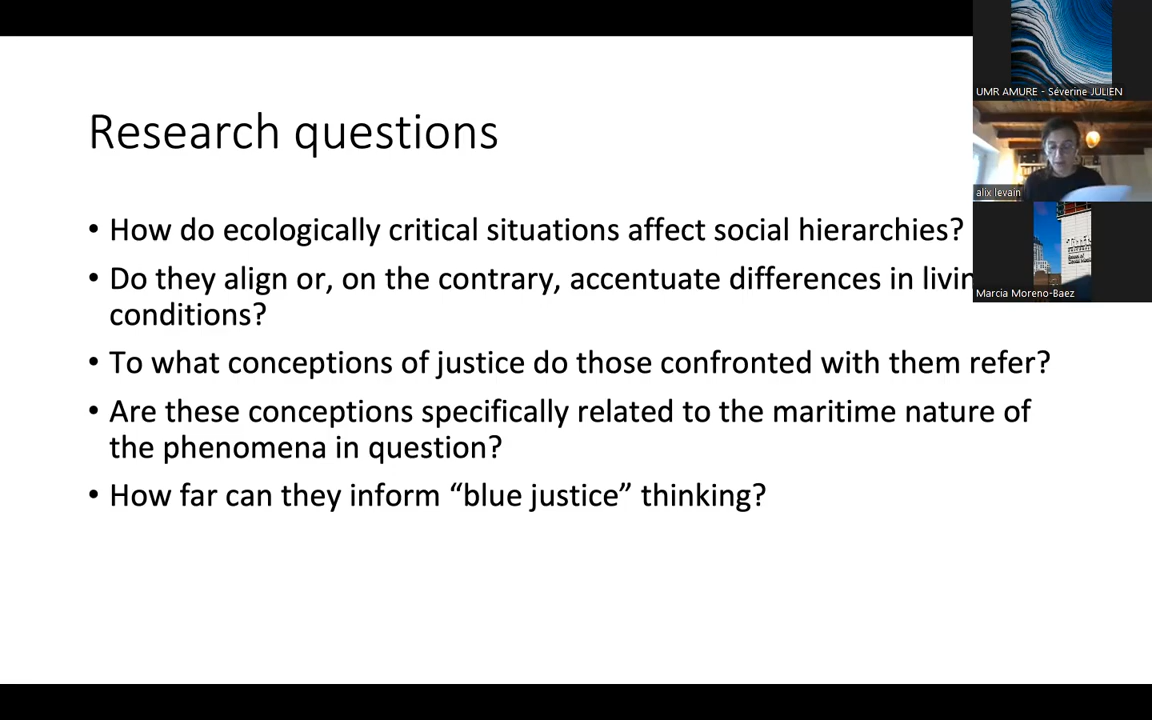 Research questions
• How do ecologically critical situations affect social hierarchies?
• Do they align or, on the contrary, accentuate differences in livin
conditions?
• To what conceptions of justice do those confronted with them refer?
• Are these conceptions specifically related to the maritime nature of
the phenomena in question?
• How far can they inform “blue justice” thinking?
UMR AMURE - Séverine JULIEN
alix levain
Marcia Moreno-Baez